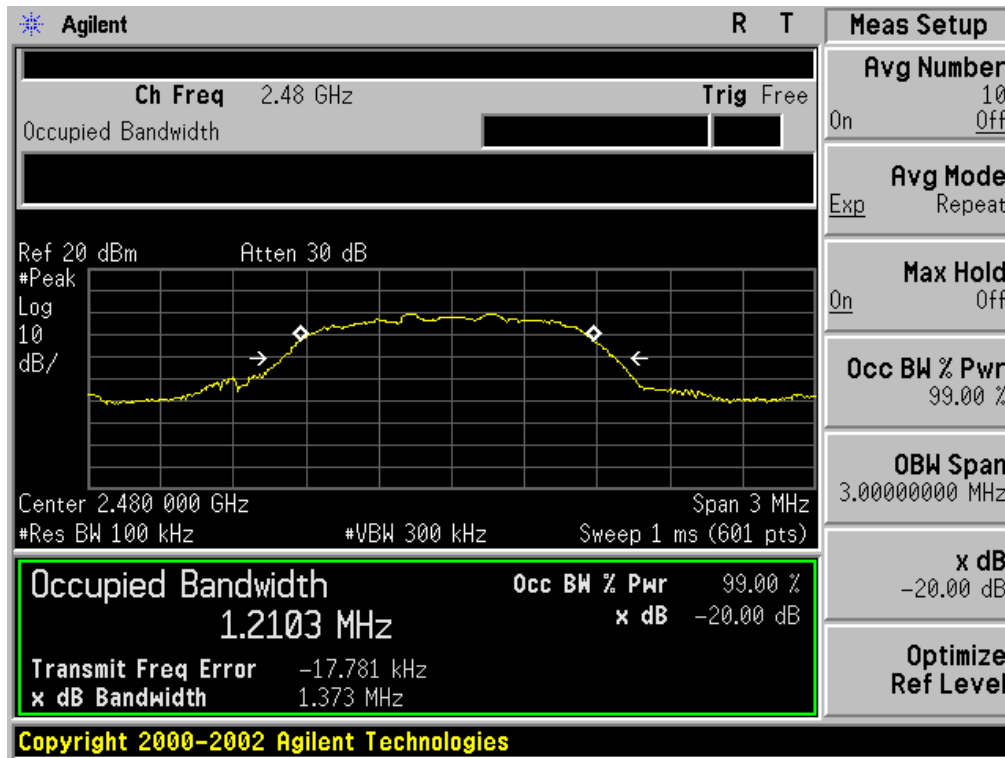 Agilent R T
Ch Freq 2.48 GHz Trig Free
Occupied Bandwidth
Ref 20 dBm Atten 30 dB
#Peak
Log
10
dB/
Center 2.480 000 GHz Span 3 MHz
#Res BW 100 kHz #VBW 300 kHz Sweep 1 ms (601 pts)
Occupied Bandwidth Occ BW % Pwr 99.00 %
1.2103 MHz x dB -20.00 dB
Transmit Freq Error -17.781 kHz
x dB Bandwidth 1.373 MHz
Copyright 2000-2002 Agilent Technologies
Meas Setup
Avg Number
10
On Off
Avg Mode
Exp Repeat
Max Hold
On Off
Occ BW % Pwr
99.00 %
OBW Span
3.00000000 MHz
x dB
-20.00 dB
Optimize
Ref Level